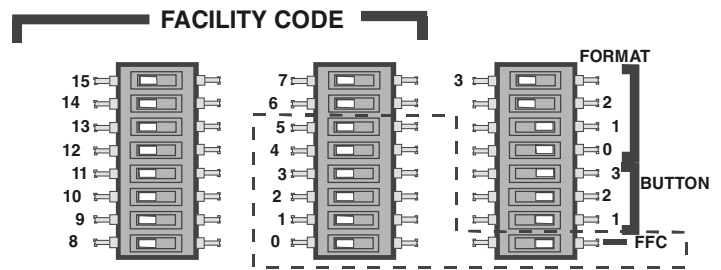 FACILITY CODE
FORMAT
15 7 3
14 6 2
13 5 1
12 4 0
11 3 3
BUTTON
10 2 2
9 1 1
8 0 FFC